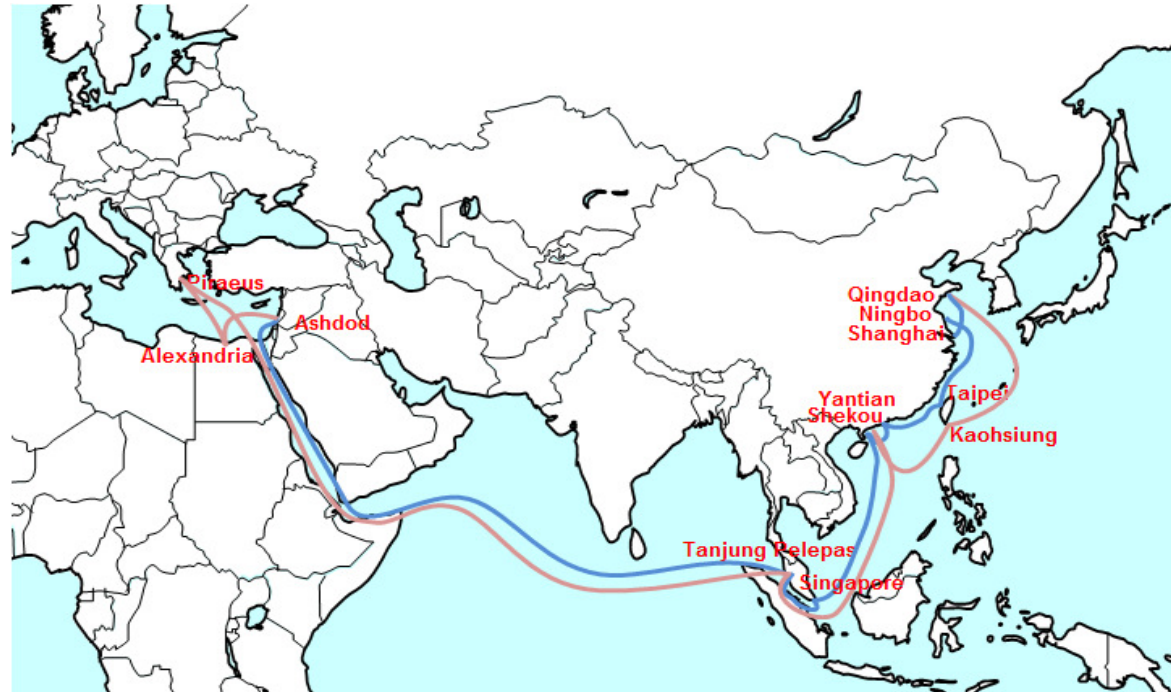 Piraeus
Ashdod
Alexandria
Qingdao
Ningbo
Shanghai
Yantian
Shekou
Taipei
Kaohsiung
Tanjung Pelepas
Singapore